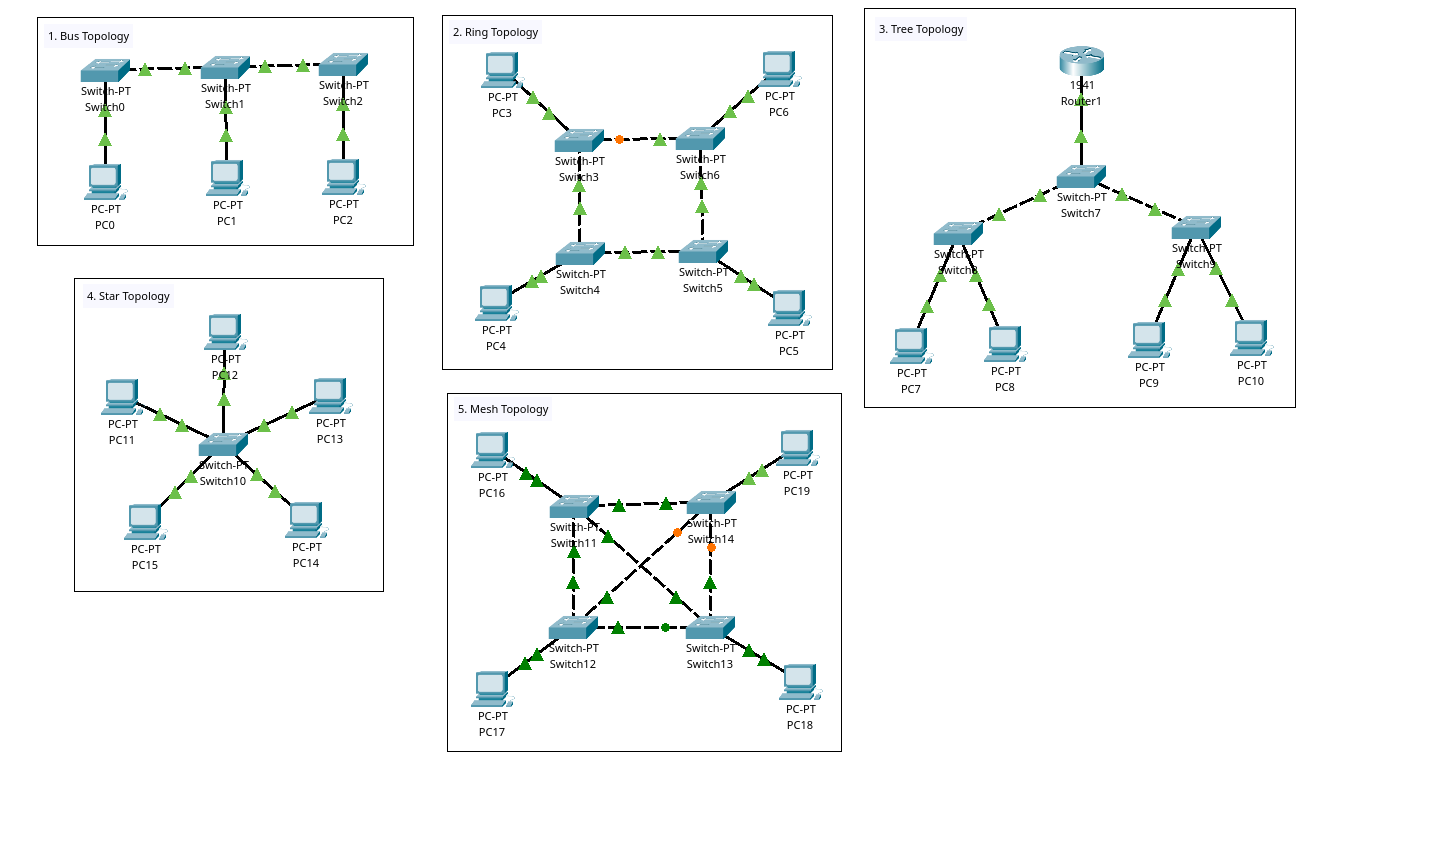 1. Bus Topology
Switch-PT
Switch0
Switch-PT
Switch1
Switch-PT
Switch2
PC-PT
PC0
PC-PT
PC1
PC-PT
PC2
2. Ring Topology
PC-PT
PC3
PC-PT
PC6
Switch-PT
Switch3
Switch-PT
Switch6
Switch-PT
Switch4
Switch-PT
Switch5
PC-PT
PC4
PC-PT
PC5
3. Tree Topology
1941
Router1
Switch-PT
Switch7
Switch-PT
Switch8
Switch-PT
Switch9
PC-PT
PC7
PC-PT
PC8
PC-PT
PC9
PC-PT
PC10
4. Star Topology
PC-PT
PC12
PC-PT
PC11
PC-PT
PC13
Switch-PT
Switch10
PC-PT
PC15
PC-PT
PC14
5. Mesh Topology
PC-PT
PC16
PC-PT
PC19
Switch-PT
Switch11
Switch-PT
Switch14
Switch-PT
Switch12
Switch-PT
Switch13
PC-PT
PC17
PC-PT
PC18